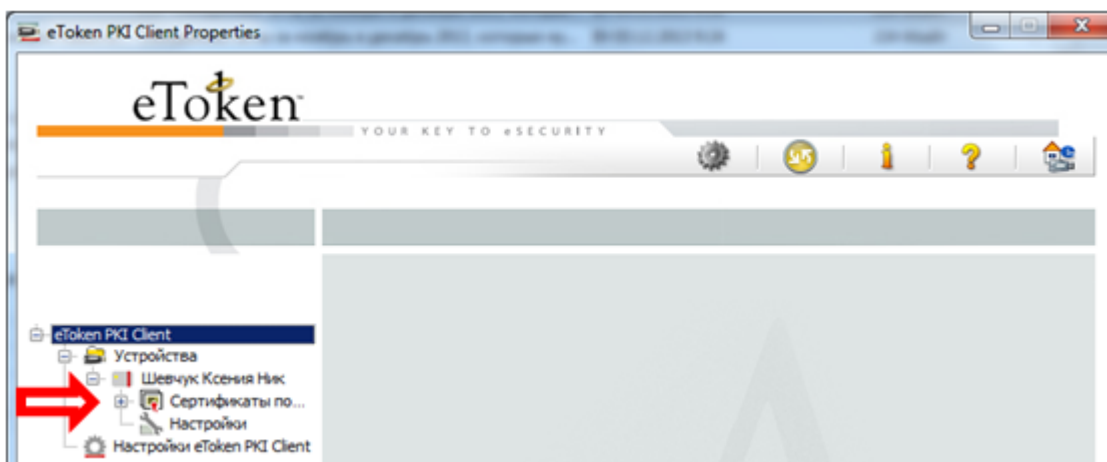 eToken PKI Client Properties
eToken
YOUR KEY TO eSECURITY
eToken PKI Client
Устройства
Шевчук Ксения Ник
Сертификаты по...
Настройки
Настройки eToken PKI Client